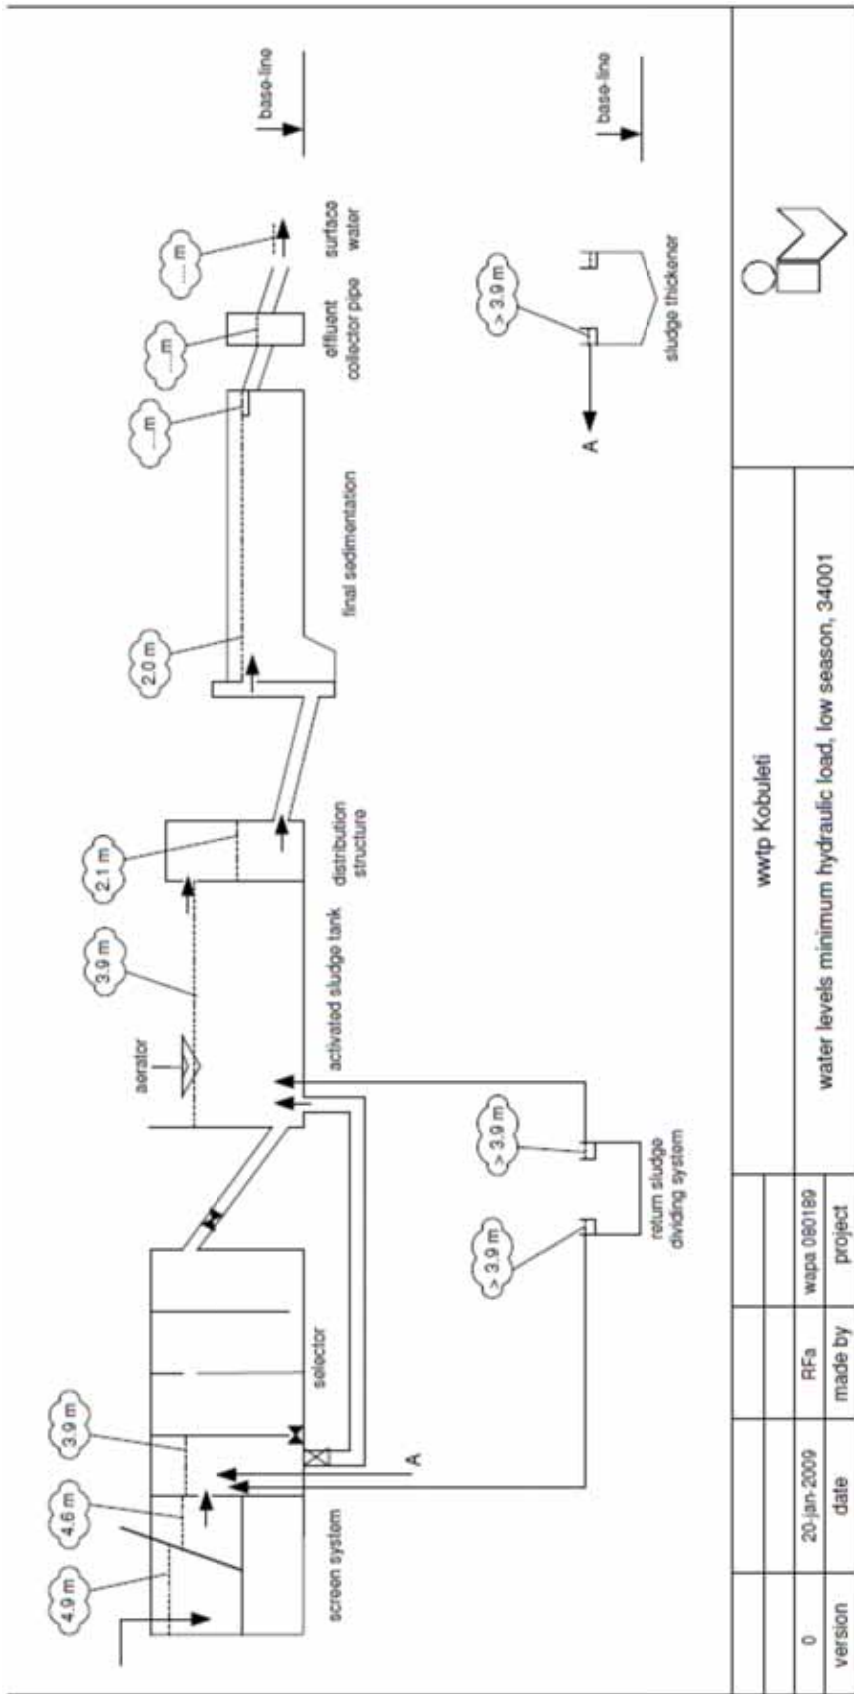 4.9 m
4.6 m
3.9 m
aerator
3.9 m
2.1 m
2.0 m
....m
.....m
..... m
base-line
screen system
selector
activated sludge tank
distribution
structure
final sedimentation
effluent
collector pipe
surface
water
A
> 3.9 m
> 3.9 m
return sludge
dividing system
A
> 3.9 m
sludge thickener
base-line
wwtp Kobuleti
0
20-jan-2009
RFa
wapa 080189
water levels minimum hydraulic load, low season, 34001
version
date
made by
project